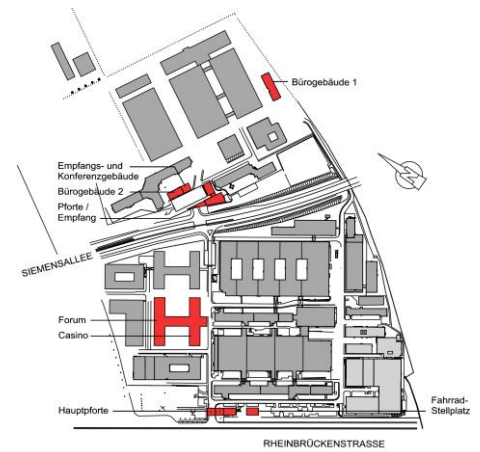 Bürogebäude 1
Empfangs- und
Konferenzgebäude
Bürogebäude 2
Pforte /
Empfang
SIEMENSALLEE
Forum
Casino
Hauptpforte
Fahrrad-
Stellplatz
RHEINBRÜCKENSTRASSE